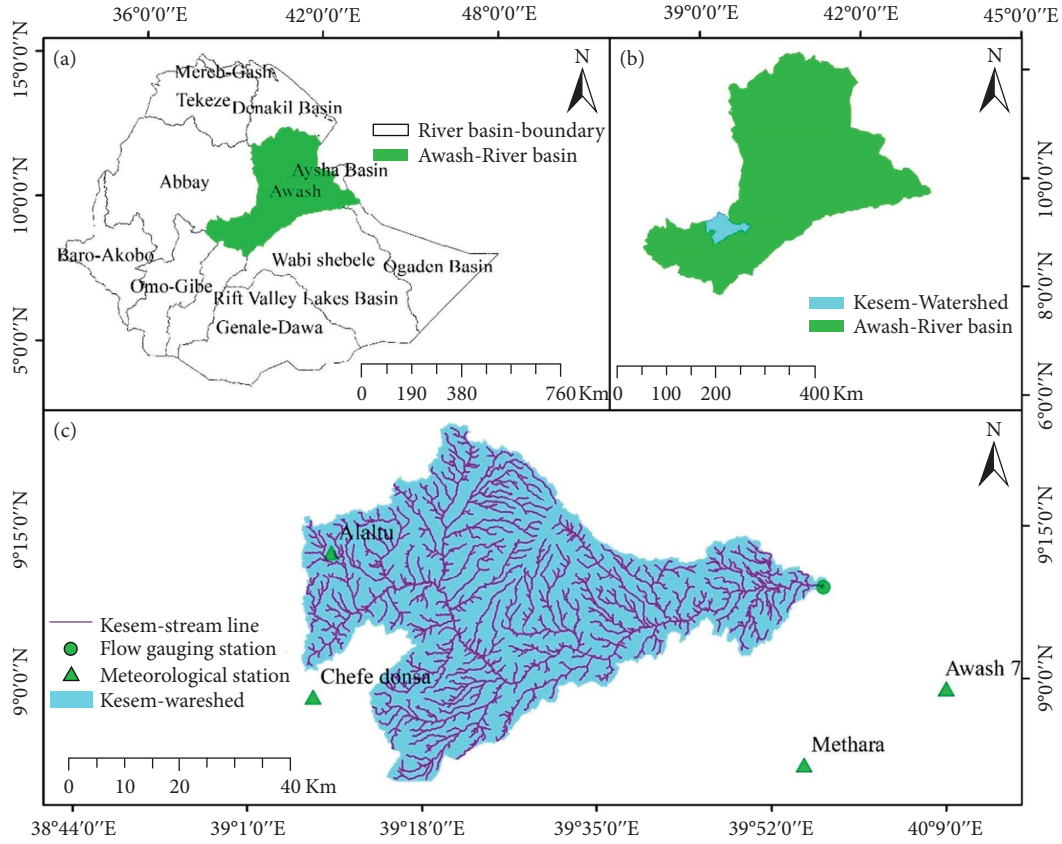 36°0′0″N 42°0′0″N 48°0′0″N 39°0′0″N 42°0′0″N 45°0′0″N
(a)
N
15°0′0″N
10°0′0″N
5°0′0″N
Mereb-Gash
Tekeze
Denakil Basin
River basin-boundary
Awash-River basin
Aysha Basin
Abbay
Awash
Baro-Akobo
Wabi shebele
Ogaden Basin
Omo-Gibe
Rift Valley Lakes Basin
Genale-Dawa
0 190 380 760 Km
(b)
N
10°0′0″N
8°0′0″N
6°0′0″N
Kesem-Watershed
Awash-River basin
0 100 200 400 Km
(c)
N
9°15′0″N
9°0′0″N
9°15′0″N
9°0′0″N
Alaltu
Kesem-stream line
Flow gauging station
Meteorological station
Kesem-wareshed
Chefe donsa
Awash 7
Methara
0 10 20 40 Km
38°44′0″E 39°1′0″E 39°18′0″E 39°35′0″E 39°52′0″E 40°9′0″E